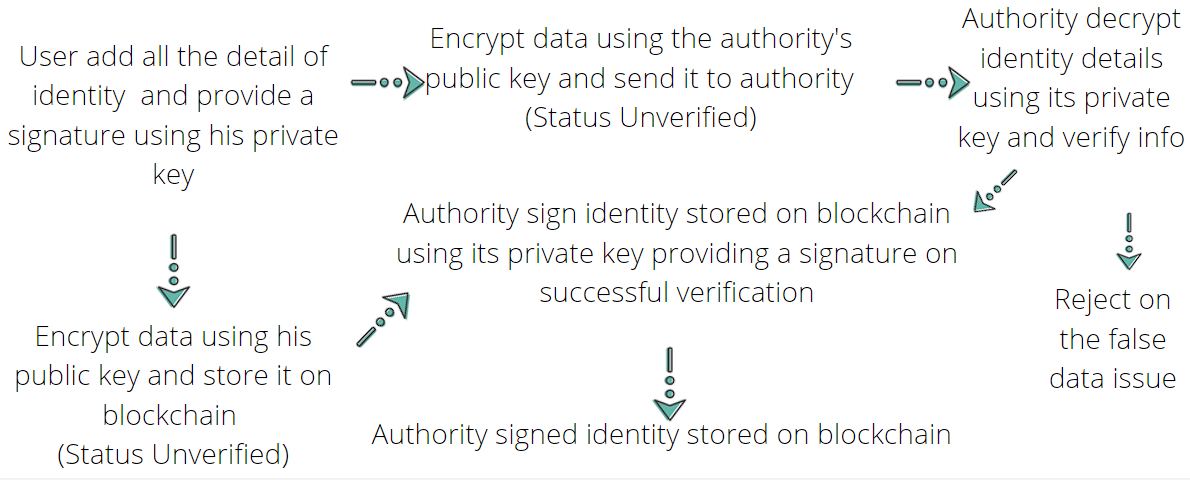 User add all the detail of
identity and provide a
signature using his private
key
Encrypt data using the authority's
public key and send it to authority
(Status Unverified)
Authority decrypt
identity details
using its private
key and verify info
Authority sign identity stored on blockchain
using its private key providing a signature on
successful verification
Reject on
the false
data issue
Encrypt data using his
public key and store it on
blockchain
(Status Unverified)
Authority signed identity stored on blockchain